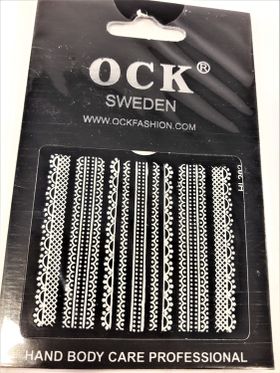 OCK®
SWEDEN
WWW.OCKFASHION.COM
HAND BODY CARE PROFESSIONAL